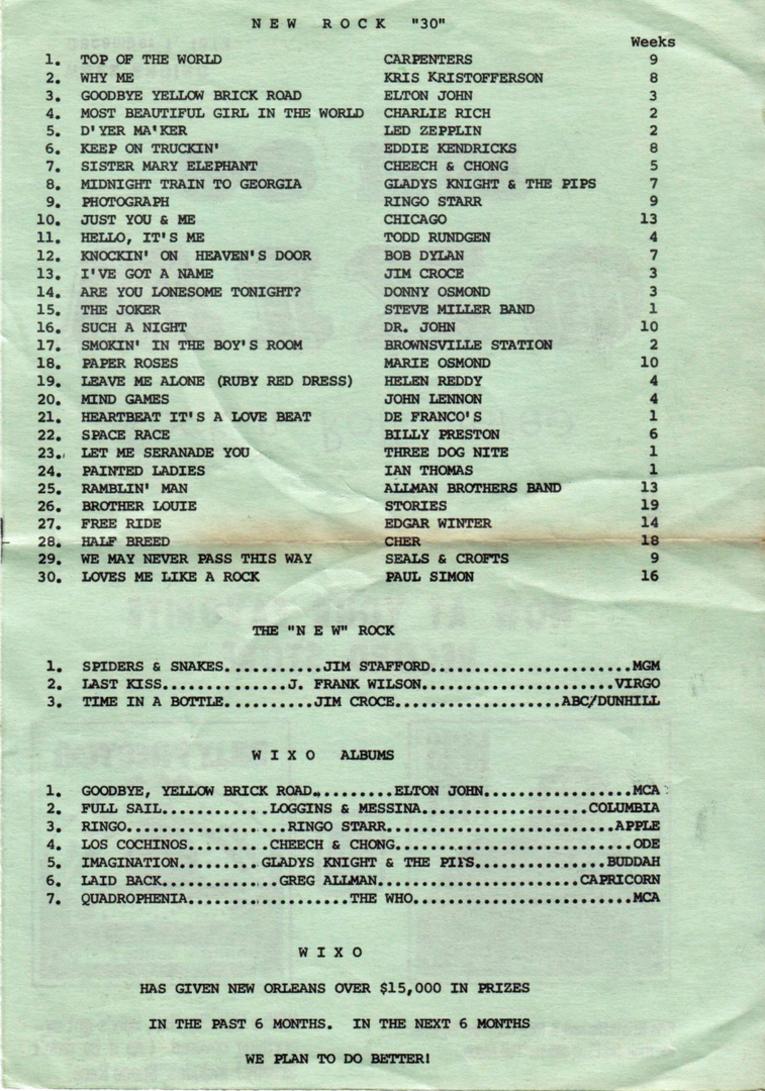 NEW ROCK "30"
Weeks
1. TOP OF THE WORLD CARPENTERS 9
2. WHY ME KRIS KRISTOFFERSON 8
3. GOODBYE YELLOW BRICK ROAD ELTON JOHN 3
4. MOST BEAUTIFUL GIRL IN THE WORLD CHARLIE RICH 2
5. D'YER MA'KER LED ZEPPLIN 2
6. KEEP ON TRUCKIN' EDDIE KENDRICKS 8
7. SISTER MARY ELEPHANT CHEECH & CHONG 5
8. MIDNIGHT TRAIN TO GEORGIA GLADYS KNIGHT & THE PIPS 7
9. PHOTOGRAPH RINGO STARR 9
10. JUST YOU & ME CHICAGO 13
11. HELLO, IT'S ME TODD RUNDGEN 4
12. KNOCKIN' ON HEAVEN'S DOOR BOB DYLAN 7
13. I'VE GOT A NAME JIM CROCE 3
14. ARE YOU LONESOME TONIGHT? DONNY OSMOND 3
15. THE JOKER STEVE MILLER BAND 1
16. SUCH A NIGHT DR. JOHN 10
17. SMOKIN' IN THE BOY'S ROOM BROWNSVILLE STATION 2
18. PAPER ROSES MARIE OSMOND 10
19. LEAVE ME ALONE (RUBY RED DRESS) HELEN REDDY 4
20. MIND GAMES JOHN LENNON 4
21. HEARTBEAT IT'S A LOVE BEAT DE FRANCO'S 1
22. SPACE RACE BILLY PRESTON 6
23. LET ME SERANADE YOU THREE DOG NITE 1
24. PAINTED LADIES IAN THOMAS 1
25. RAMBLIN' MAN ALLMAN BROTHERS BAND 13
26. BROTHER LOUIE STORIES 19
27. FREE RIDE EDGAR WINTER 14
28. HALF BREED CHER 18
29. WE MAY NEVER PASS THIS WAY SEALS & CROFTS 9
30. LOVES ME LIKE A ROCK PAUL SIMON 16
THE "N E W" ROCK
1. SPIDERS & SNAKES...........JIM STAFFORD......................MGM
2. LAST KISS..............J. FRANK WILSON.....................VIRGO
3. TIME IN A BOTTLE..........JIM CROCE..................ABC/DUNHILL
W I X O ALBUMS
1. GOODBYE, YELLOW BRICK ROAD.........ELTON JOHN................MCA
2. FULL SAIL............LOGGINS & MESSINA..................COLUMBIA
3. RINGO..................RINGO STARR.........................APPLE
4. LOS COCHINOS.........CHEECH & CHONG..........................ODE
5. IMAGINATION.........GLADYS KNIGHT & THE PIPS..............BUDDAH
6. LAID BACK.............GREG ALLMAN......................CAPRICORN
7. QUADROPHENIA..................THE WHO........................MCA
W I X O
HAS GIVEN NEW ORLEANS OVER $15,000 IN PRIZES
IN THE PAST 6 MONTHS. IN THE NEXT 6 MONTHS
WE PLAN TO DO BETTER!